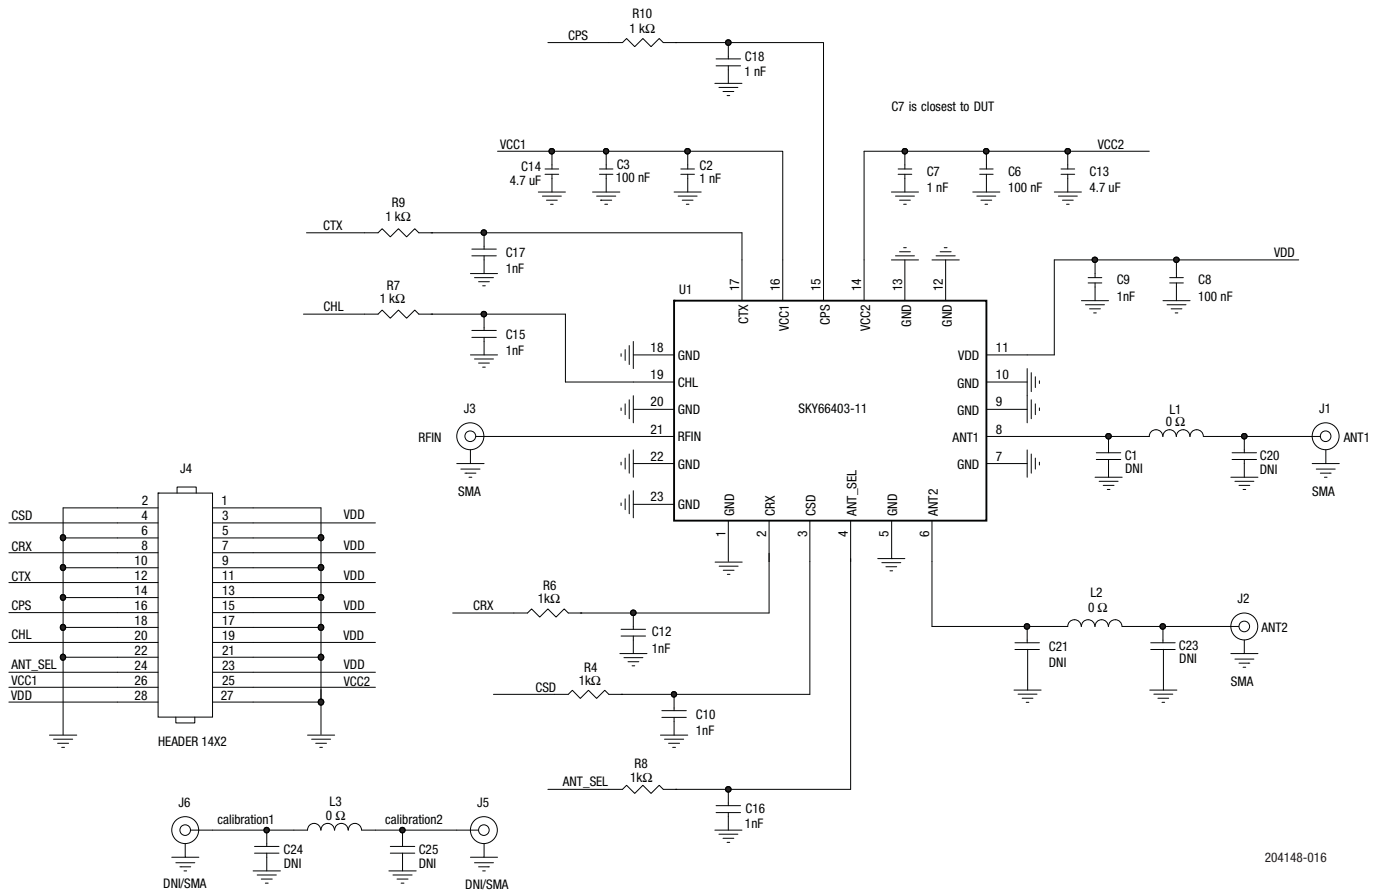 R10
1 kΩ
CPS
C18
1 nF
C7 is closest to DUT
VCC1
C14
4.7 uF
C3
100 nF
C2
1 nF
VCC2
C7
1 nF
C6
100 nF
C13
4.7 uF
R9
1 kΩ
CTX
C17
1nF
VDD
C9
1nF
C8
100 nF
R7
1 kΩ
CHL
C15
1nF
U1
17
16
15
14
13
12
CTX
VCC1
CPS
VCC2
GND
GND
18 GND
19 CHL
20 GND
21 RFIN
22 GND
23 GND
SKY66403-11
VDD 11
GND 10
GND 9
ANT1 8
GND 7
GND
CRX
CSD
ANT_SEL
GND
ANT2
1
2
3
4
5
6
J3
RFIN
SMA
L1
0 Ω
C1
DNI
C20
DNI
J1
ANT1
SMA
J4
2 1
CSD 4 3 VDD
6 5
CRX 8 7 VDD
10 9
CTX 12 11 VDD
14 13
CPS 16 15 VDD
18 17
CHL 20 19 VDD
22 21
ANT_SEL 24 23 VDD
VCC1 26 25 VCC2
VDD 28 27
HEADER 14X2
R6
1kΩ
CRX
C12
1nF
R4
1kΩ
CSD
C10
1nF
R8
1kΩ
ANT_SEL
C16
1nF
L2
0 Ω
C21
DNI
C23
DNI
J2
ANT2
SMA
J6
calibration1
L3
0 Ω
calibration2
J5
C24
DNI
C25
DNI
DNI/SMA
DNI/SMA
204148-016